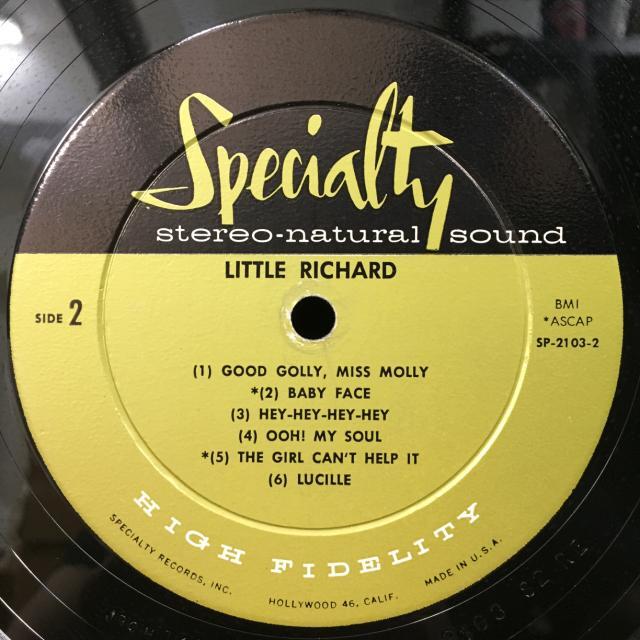 Specialty
stereo-natural sound
LITTLE RICHARD
SIDE 2
BMI
*ASCAP
SP-2103-2
(1) GOOD GOLLY, MISS MOLLY
*(2) BABY FACE
(3) HEY-HEY-HEY-HEY
(4) OOH! MY SOUL
*(5) THE GIRL CAN'T HELP IT
(6) LUCILLE
HIGH FIDELITY
SPECIALTY RECORDS, INC.
HOLLYWOOD 46, CALIF.
MADE IN U.S.A.